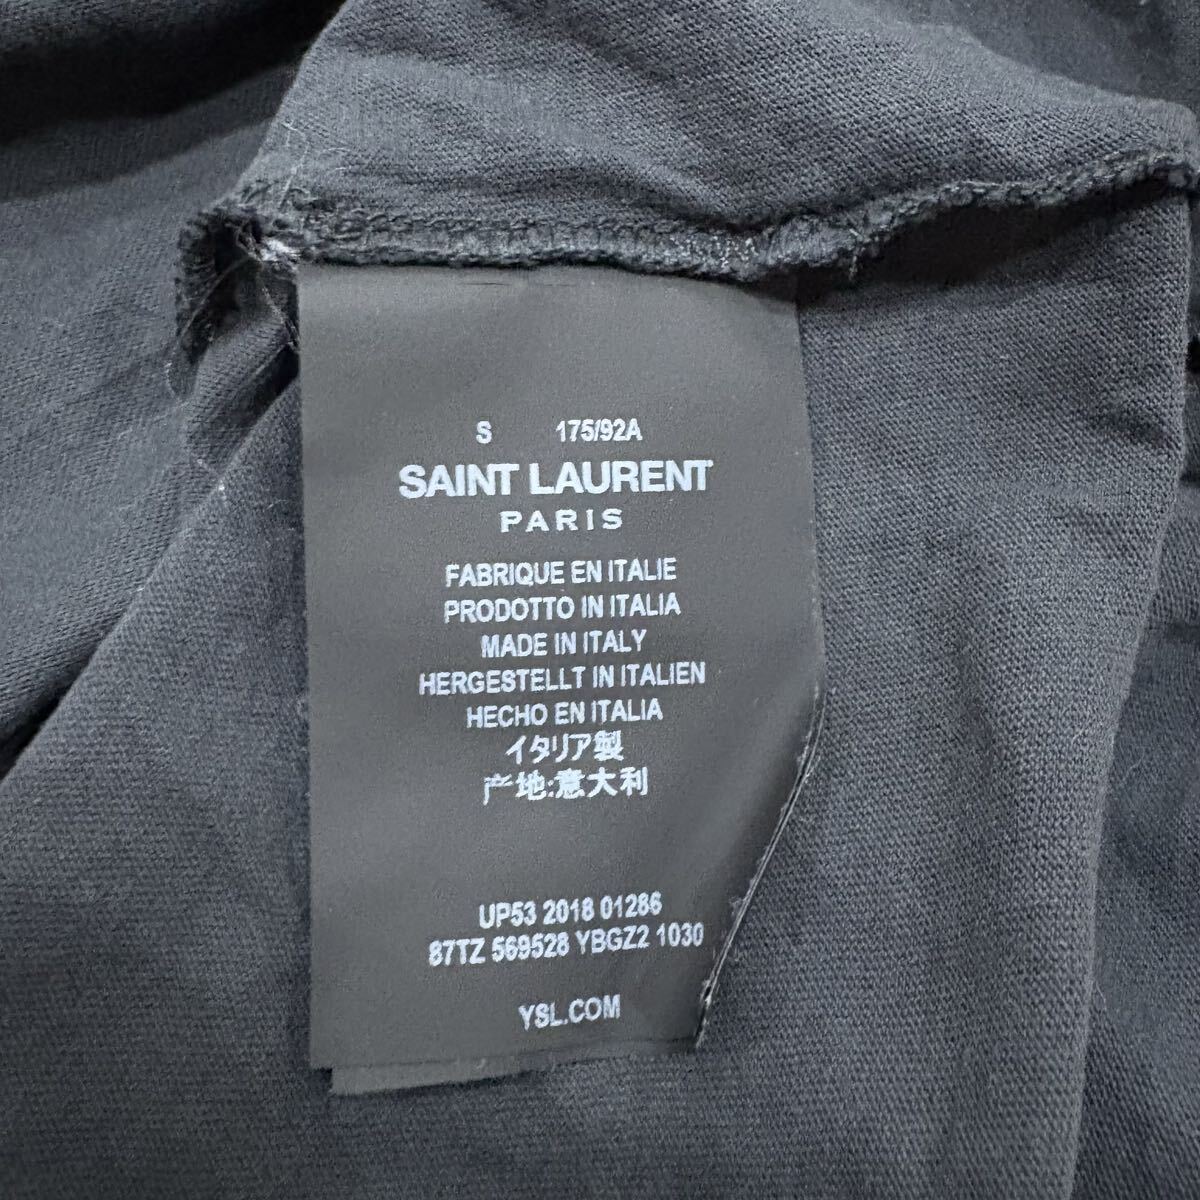 S 175/92A
SAINT LAURENT
PARIS
FABRIQUE EN ITALIE
PRODOTTO IN ITALIA
MADE IN ITALY
HERGESTELLT IN ITALIEN
HECHO EN ITALIA
イタリア製
产地:意大利
UP53 2018 01286
87TZ 569528 YBGZ2 1030
YSL.COM